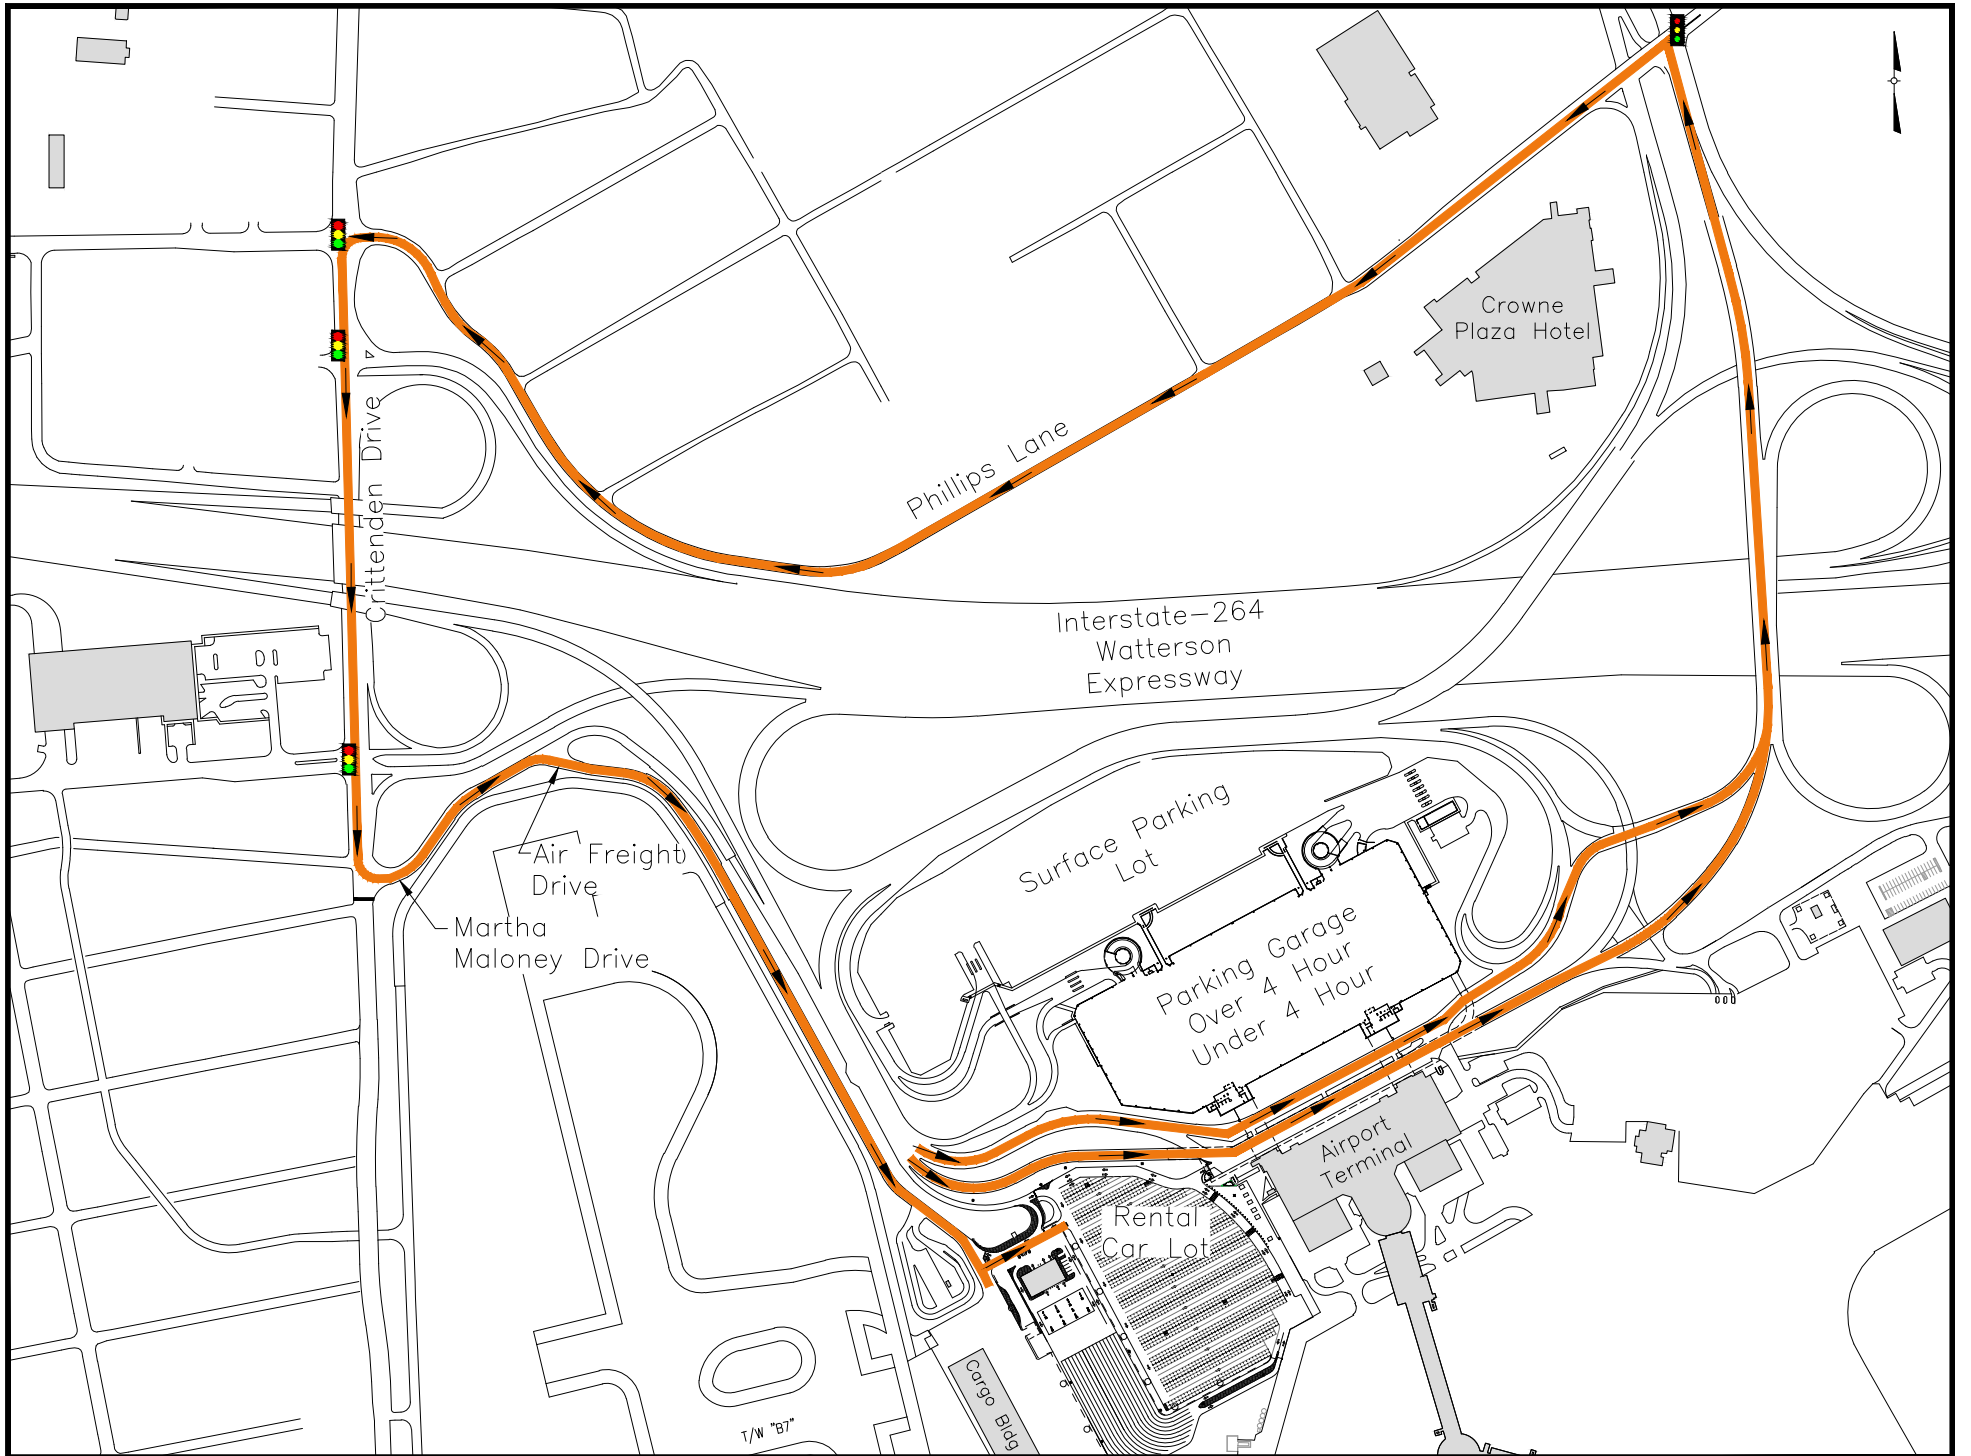 Crowne
Plaza Hotel
Crittenden Drive
Phillips Lane
Interstate-264
Watterson
Expressway
Surface Parking
Lot
Air Freight
Drive
Martha
Maloney Drive
Parking Garage
Over 4 Hour
Under 4 Hour
Airport
Terminal
Rental
Car Lot
Cargo Bldg
T/W "B7"